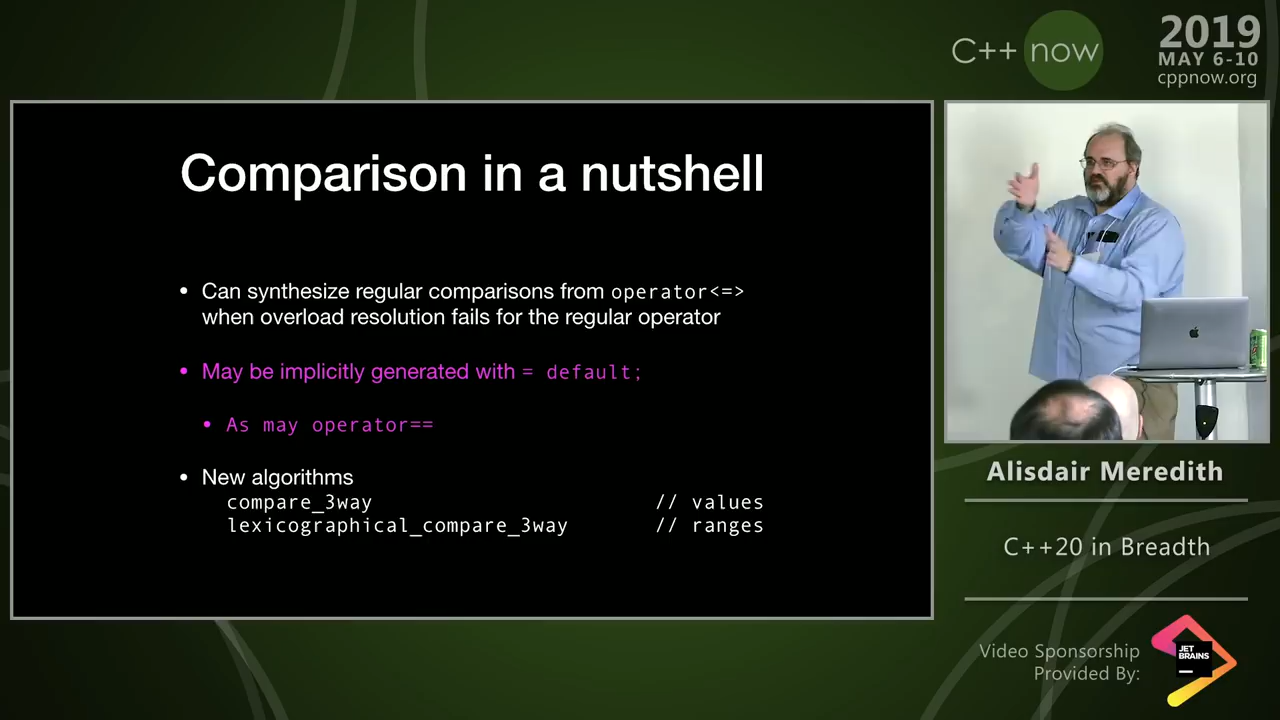 C++ now
2019
MAY 6-10
cppnow.org
Comparison in a nutshell
• Can synthesize regular comparisons from operator<=>
when overload resolution fails for the regular operator
• May be implicitly generated with = default;
• As may operator==
• New algorithms
compare_3way // values
lexicographical_compare_3way // ranges
Alisdair Meredith
C++20 in Breadth
Video Sponsorship
Provided By:
JET
BRAINS